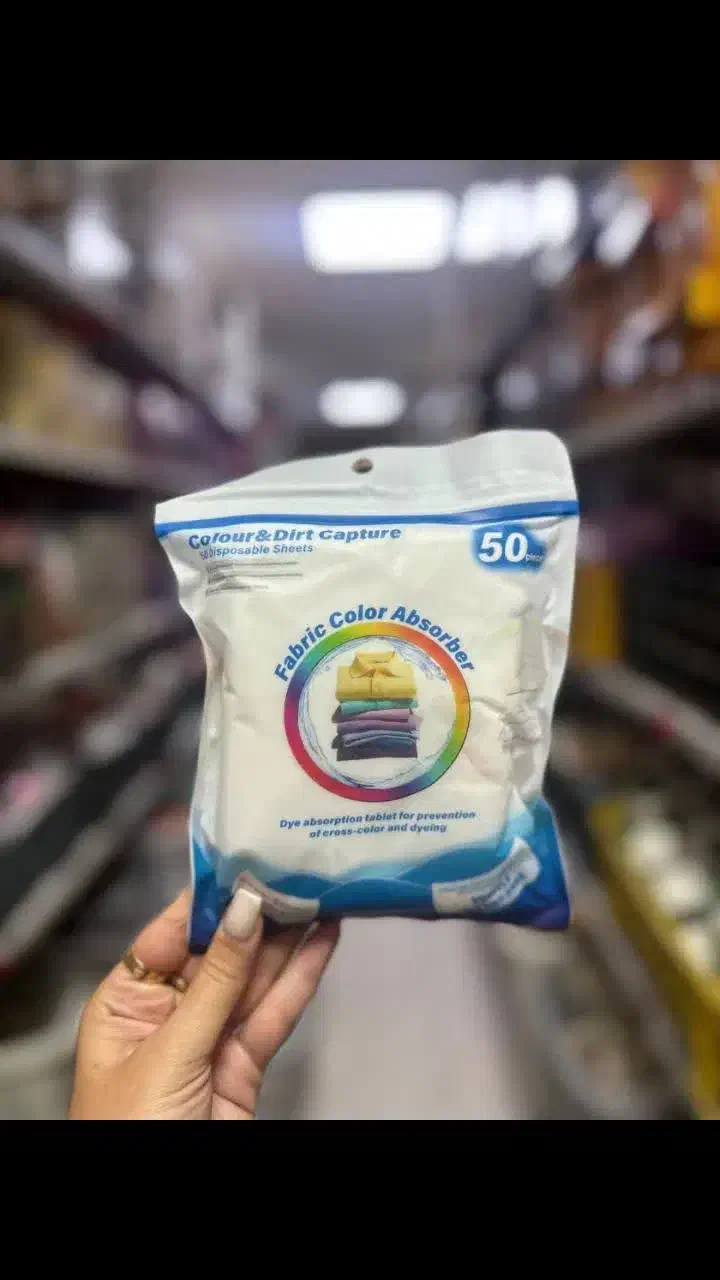 Colour&Dirt Capture
50 Disposable Sheets
50
Fabric Color Absorber
Dye absorption tablet for prevention
of cross-color and dyeing